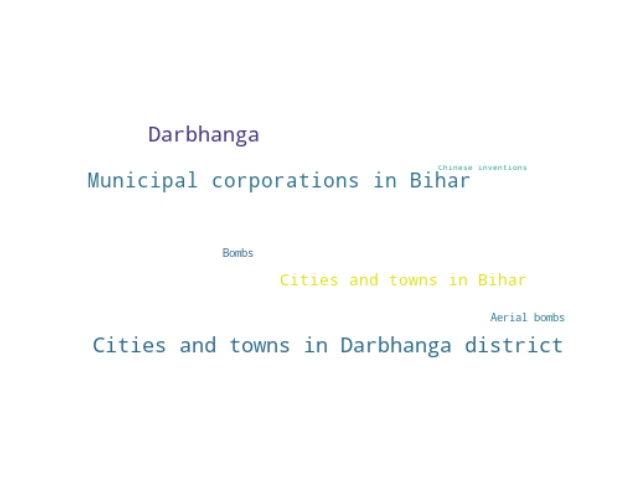 Darbhanga
Chinese inventions
Municipal corporations in Bihar
Bombs
Cities and towns in Bihar
Aerial bombs
Cities and towns in Darbhanga district